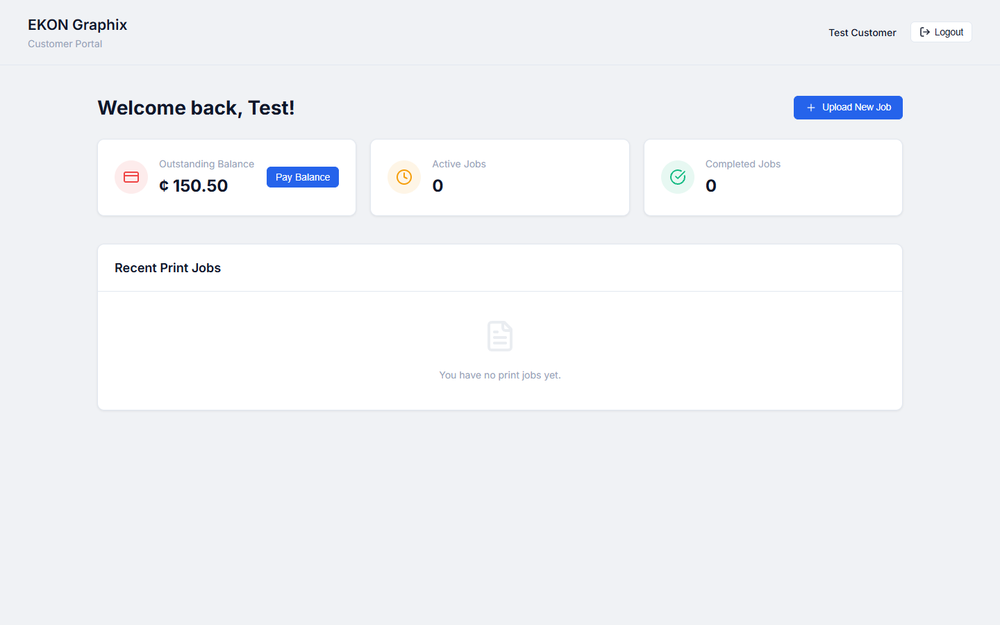 EKON Graphix
Customer Portal
Test Customer
Logout
Welcome back, Test!
Upload New Job
Outstanding Balance
₵ 150.50
Pay Balance
Active Jobs
0
Completed Jobs
0
Recent Print Jobs
You have no print jobs yet.